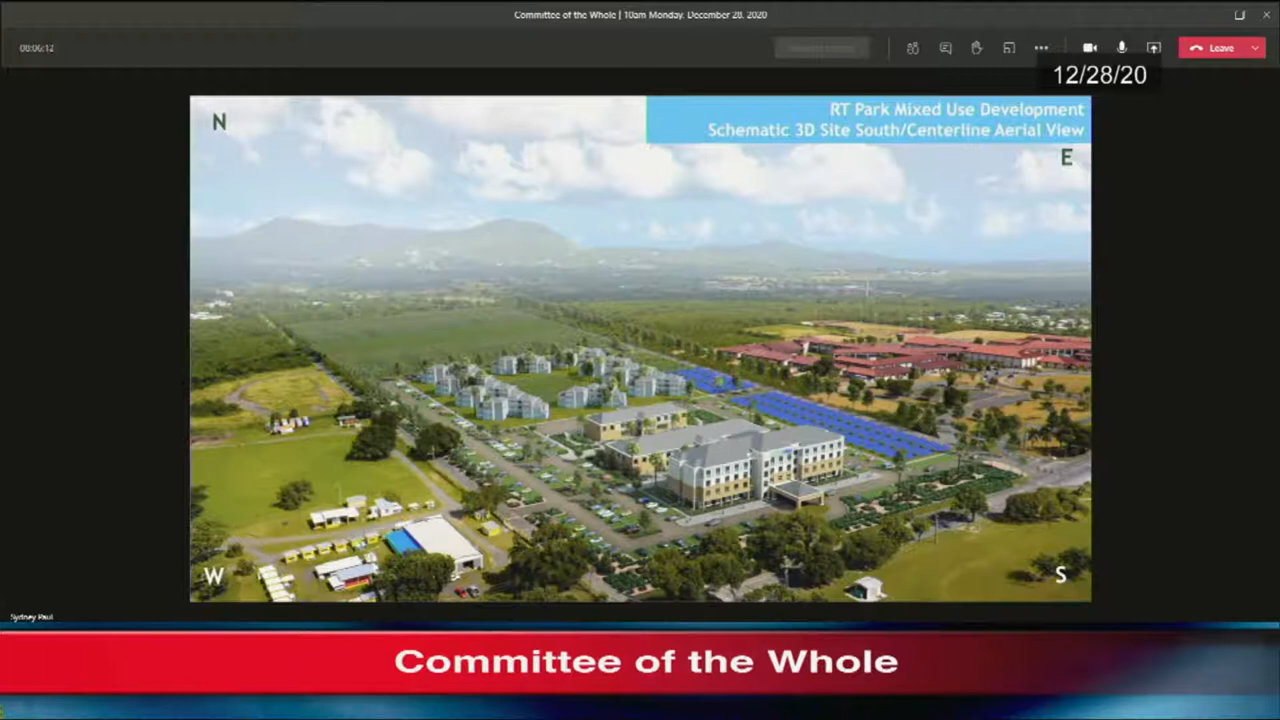 Committee of the Whole | 10am Monday, December 28, 2020
00:06:12
Leave
12/28/20
N
RT Park Mixed Use Development
Schematic 3D Site South/Centerline Aerial View
E
W
S
Sydney Paul
Committee of the Whole